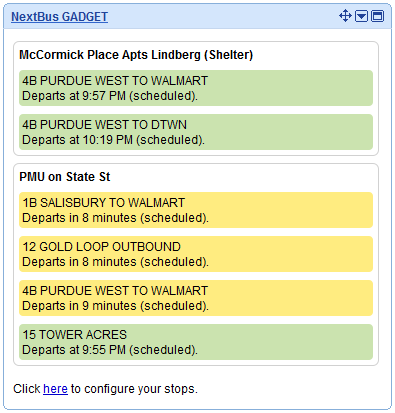 NextBus GADGET
McCormick Place Apts Lindberg (Shelter)
4B PURDUE WEST TO WALMART
Departs at 9:57 PM (scheduled).
4B PURDUE WEST TO DTWN
Departs at 10:19 PM (scheduled).
PMU on State St
1B SALISBURY TO WALMART
Departs in 8 minutes (scheduled).
12 GOLD LOOP OUTBOUND
Departs in 8 minutes (scheduled).
4B PURDUE WEST TO WALMART
Departs in 9 minutes (scheduled).
15 TOWER ACRES
Departs at 9:55 PM (scheduled).
Click here to configure your stops.